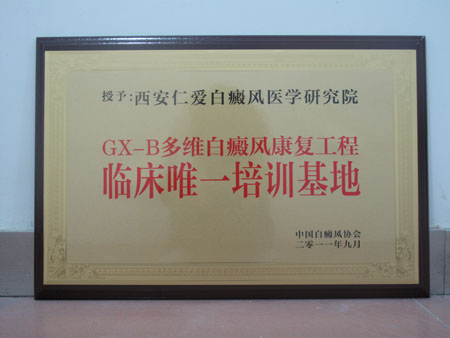 授予:西安仁爱白癜风医学研究院
GX-B多维白癜风康复工程
临床唯一培训基地
中国白癜风协会
二零一一年九月